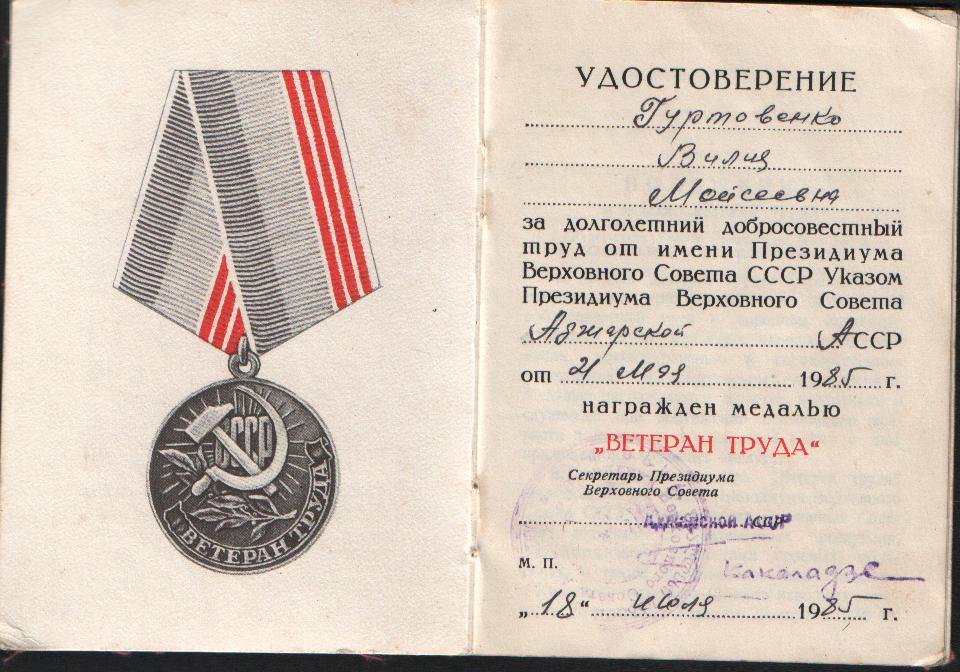 СССР
ВЕТЕРАН ТРУДА
УДОСТОВЕРЕНИЕ
Гуртовенко
Вилия
Моисеевна
за долголетний добросовестный
труд от имени Президиума
Верховного Совета СССР Указом
Президиума Верховного Совета
Аджарской АССР
от 21 мая 1985 г.
награжден медалью
„ВЕТЕРАН ТРУДА“
Секретарь Президиума
Верховного Совета
Аджарской АССР
М. П.
Какаладзе
„18“ июля 1985 г.